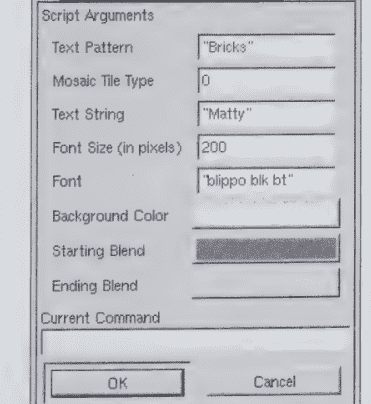 Script Arguments
Text Pattern "Bricks"
Mosaic Tile Type 0
Text String "Matty"
Font Size (in pixels) 200
Font "blippo blk bt"
Background Color
Starting Blend
Ending Blend
Current Command
OK Cancel